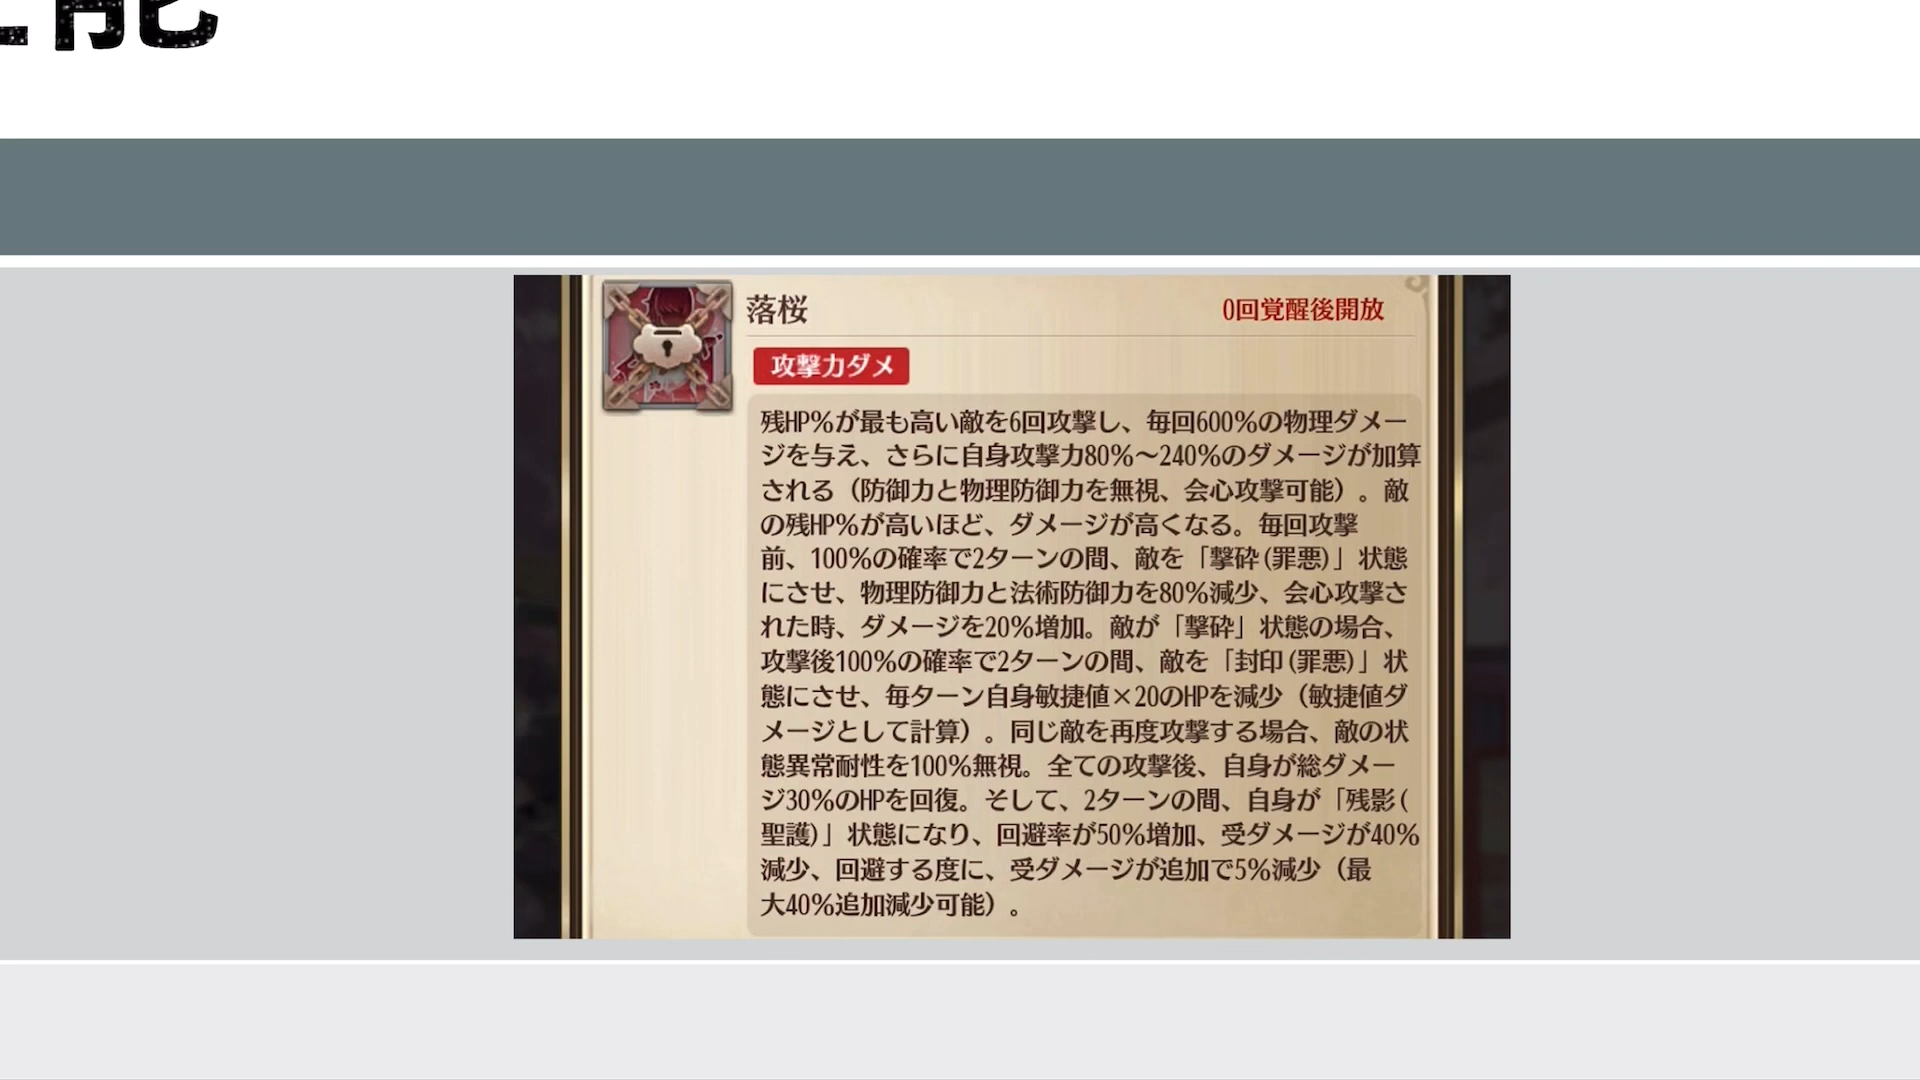 能
落桜
0回覚醒後開放
攻撃力ダメ
残HP%が最も高い敵を6回攻撃し、毎回600%の物理ダメー
ジを与え、さらに自身攻撃力80%～240%のダメージが加算
される（防御力と物理防御力を無視、会心攻撃可能）。敵
の残HP%が高いほど、ダメージが高くなる。毎回攻撃
前、100%の確率で2ターンの間、敵を「撃砕(罪悪)」状態
にさせ、物理防御力と法術防御力を80%減少、会心攻撃さ
れた時、ダメージを20%増加。敵が「撃砕」状態の場合、
攻撃後100%の確率で2ターンの間、敵を「封印(罪悪)」状
態にさせ、毎ターン自身敏捷値×20のHPを減少（敏捷値ダ
メージとして計算）。同じ敵を再度攻撃する場合、敵の状
態異常耐性を100%無視。全ての攻撃後、自身が総ダメー
ジ30%のHPを回復。そして、2ターンの間、自身が「残影(
聖護)」状態になり、回避率が50%増加、受ダメージが40%
減少、回避する度に、受ダメージが追加で5%減少（最
大40%追加減少可能）。